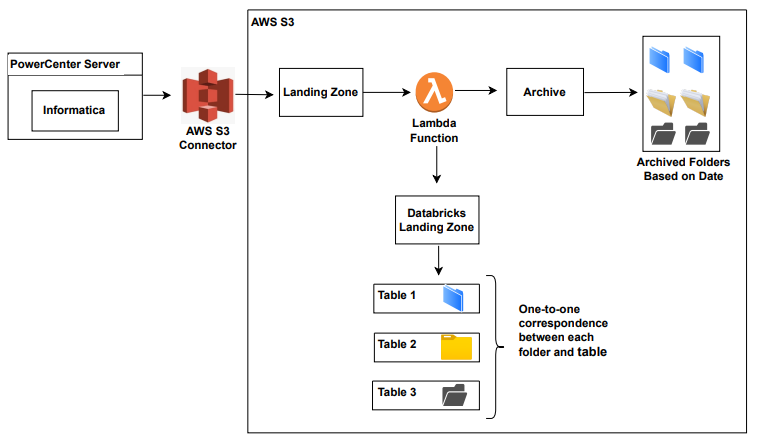 AWS S3
PowerCenter Server
Informatica
AWS S3
Connector
Landing Zone
Lambda
Function
Archive
Archived Folders
Based on Date
Databricks
Landing Zone
Table 1
Table 2
Table 3
One-to-one
correspondence
between each
folder and table